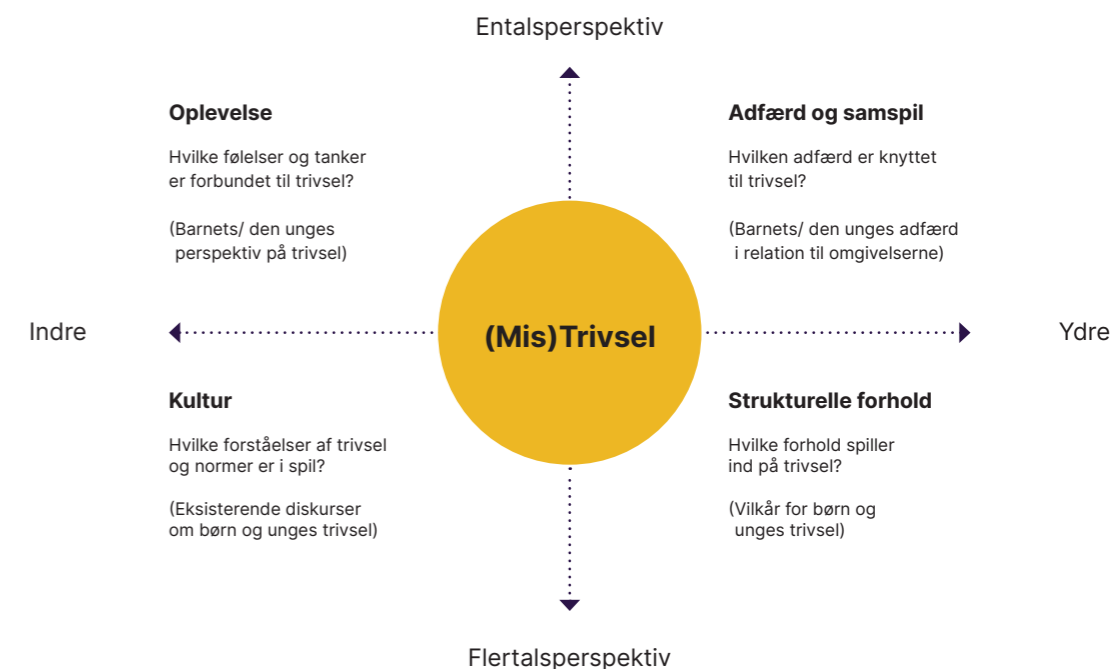 Entalsperspektiv
Oplevelse
Hvilke følelser og tanker
er forbundet til trivsel?
(Barnets/ den unges
perspektiv på trivsel)
Adfærd og samspil
Hvilken adfærd er knyttet
til trivsel?
(Barnets/ den unges adfærd
i relation til omgivelserne)
Indre
(Mis)Trivsel
Ydre
Kultur
Hvilke forståelser af trivsel
og normer er i spil?
(Eksisterende diskurser
om børn og unges trivsel)
Strukturelle forhold
Hvilke forhold spiller
ind på trivsel?
(Vilkår for børn og
unges trivsel)
Flertalsperspektiv